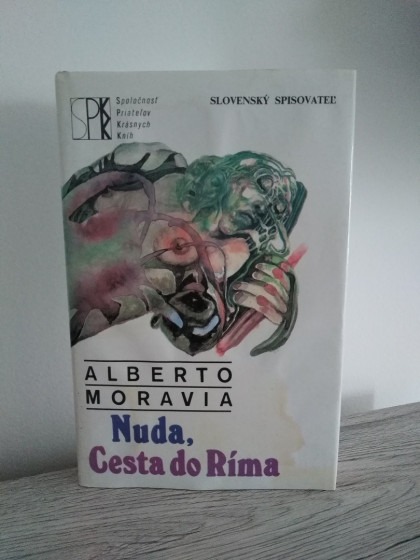 SPKK
Spoločnosť
Priateľov
Krásnych
Kníh
SLOVENSKÝ SPISOVATEĽ
ALBERTO
MORAVIA
Nuda,
Cesta do Ríma